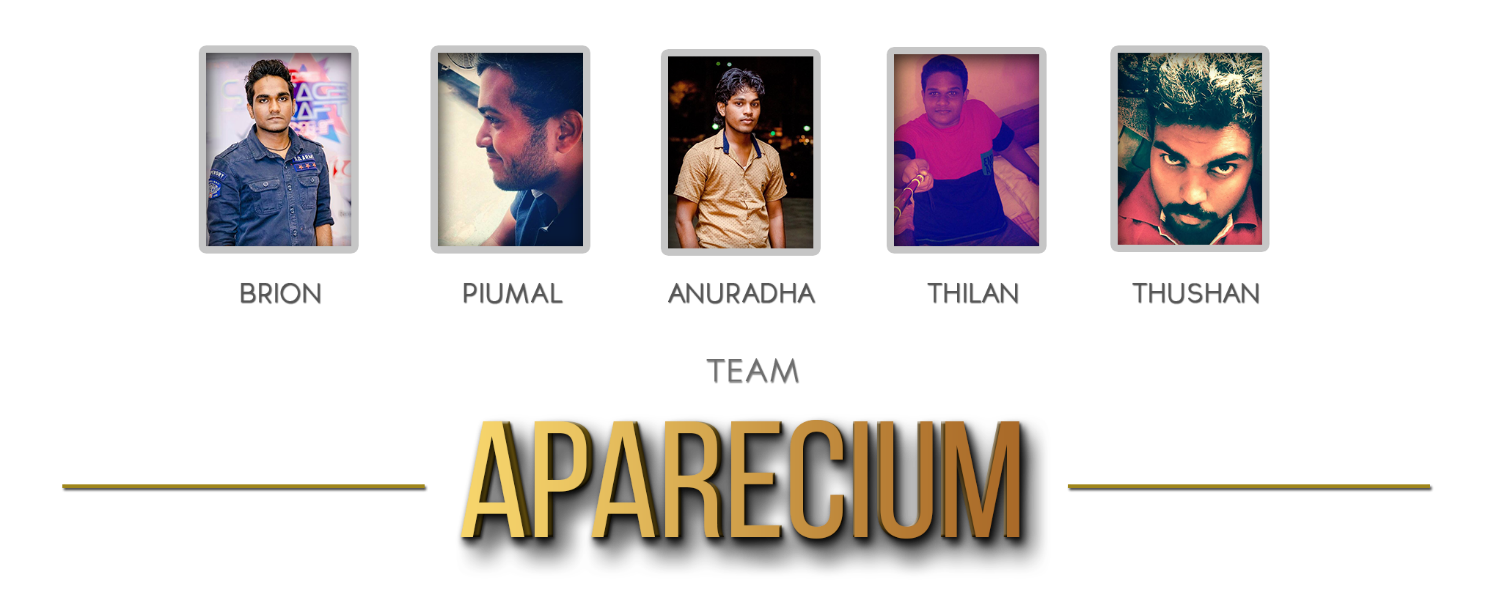 BRION PIUMAL ANURADHA THILAN THUSHAN
TEAM
APARECIUM